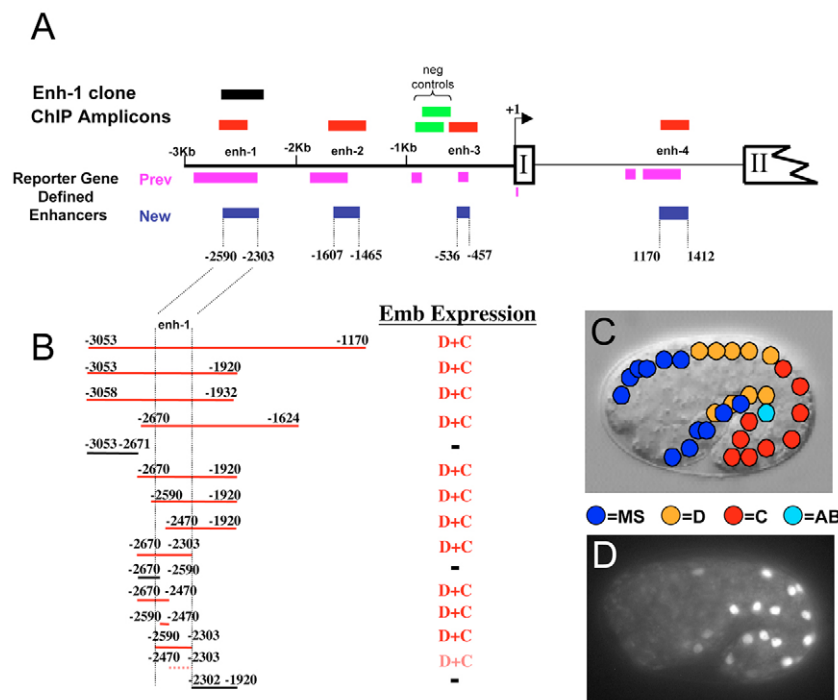 A
Enh-1 clone
ChIP Amplicons
neg
controls
+1
-3Kb
enh-1
-2Kb
enh-2
-1Kb
enh-3
I
enh-4
II
Reporter Gene
Defined
Enhancers
Prev
New
-2590 -2303
-1607 -1465
-536 -457
1170 1412
B
enh-1
Emb Expression
-3053 -1170 D+C
-3053 -1920 D+C
-3058 -1932 D+C
-2670 -1624 D+C
-3053 -2671 -
-2670 -1920 D+C
-2590 -1920 D+C
-2470 -1920 D+C
-2670 -2303 D+C
-2670 -2590 -
-2670 -2470 D+C
-2590 -2470 D+C
-2590 -2303 D+C
-2470 -2303 D+C
-2302 -1920 -
C
=MS =D =C =AB
D